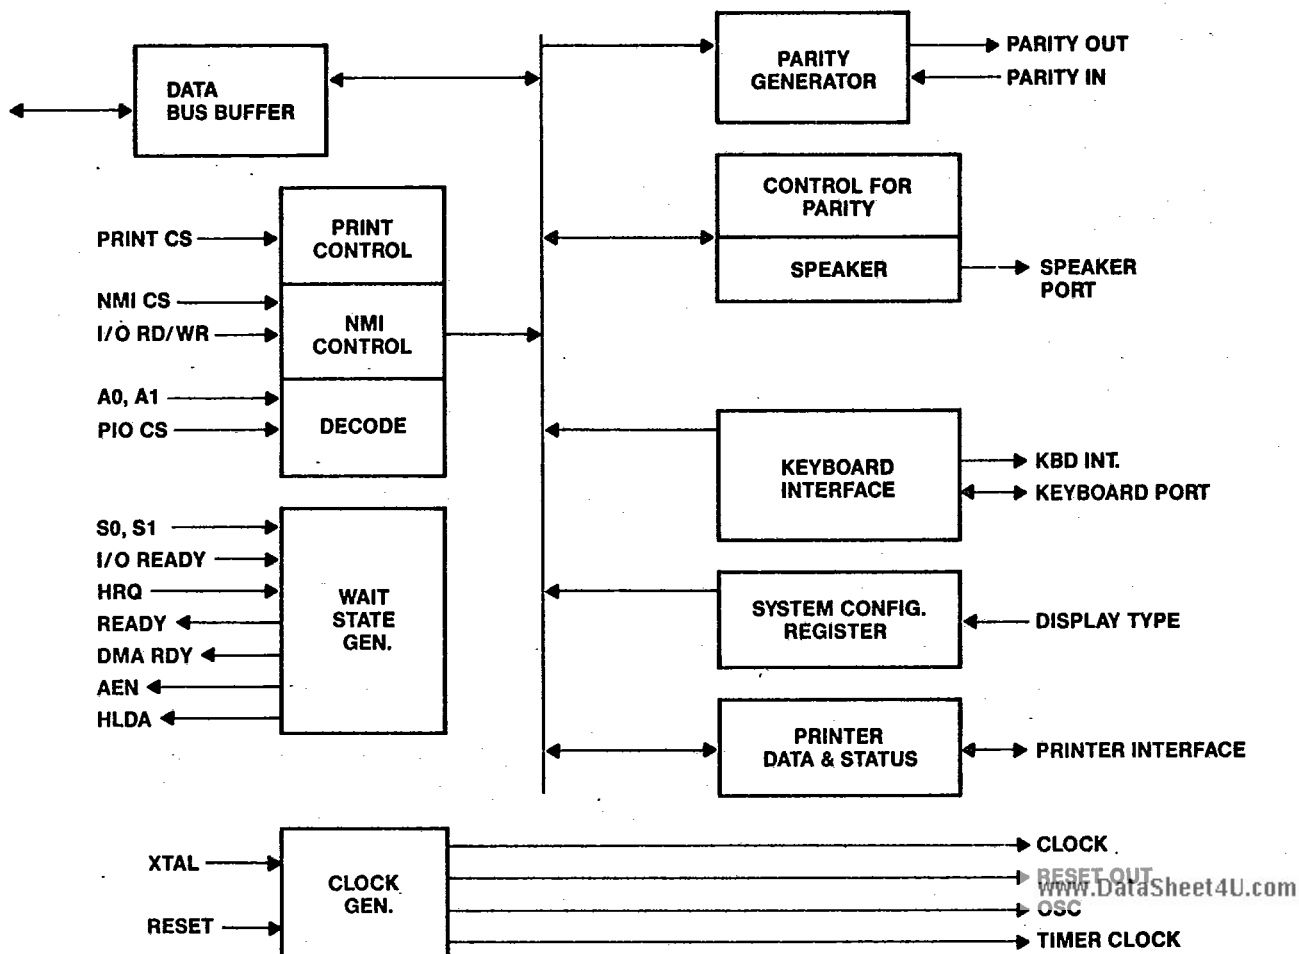 DATA
BUS BUFFER
PARITY
GENERATOR
PARITY OUT
PARITY IN
CONTROL FOR
PARITY
SPEAKER
SPEAKER
PORT
PRINT CS
NMI CS
I/O RD/WR
A0, A1
PIO CS
PRINT
CONTROL
NMI
CONTROL
DECODE
KEYBOARD
INTERFACE
KBD INT.
KEYBOARD PORT
S0, S1
I/O READY
HRQ
READY
DMA RDY
AEN
HLDA
WAIT
STATE
GEN.
SYSTEM CONFIG.
REGISTER
DISPLAY TYPE
PRINTER
DATA & STATUS
PRINTER INTERFACE
XTAL
RESET
CLOCK
GEN.
CLOCK
RESET OUT
www.DataSheet4U.com
OSC
TIMER CLOCK